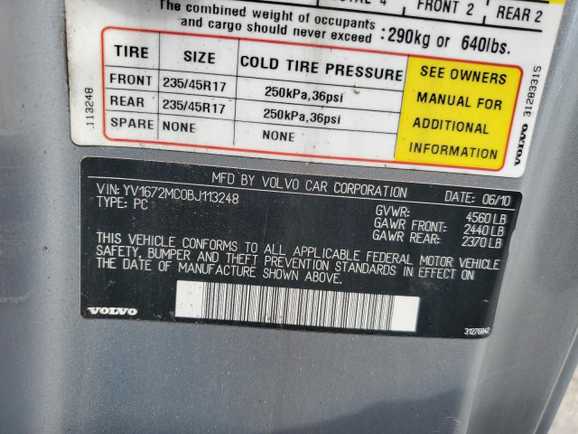 TOTAL 4 FRONT 2 REAR 2
The combined weight of occupants
and cargo should never exceed :290kg or 640lbs.
TIRE SIZE COLD TIRE PRESSURE
FRONT 235/45R17 250kPa,36psi
REAR 235/45R17 250kPa,36psi
SPARE NONE NONE
SEE OWNERS
MANUAL FOR
ADDITIONAL
INFORMATION
113248
VOLVO 31283315
MFD BY VOLVO CAR CORPORATION DATE: 06/10
VIN: YV1672MC0BJ113248
TYPE: PC
GVWR: 4560 LB
GAWR FRONT: 2440 LB
GAWR REAR: 2370 LB
THIS VEHICLE CONFORMS TO ALL APPLICABLE FEDERAL MOTOR VEHICLE
SAFETY, BUMPER AND THEFT PREVENTION STANDARDS IN EFFECT ON
THE DATE OF MANUFACTURE SHOWN ABOVE.
VOLVO